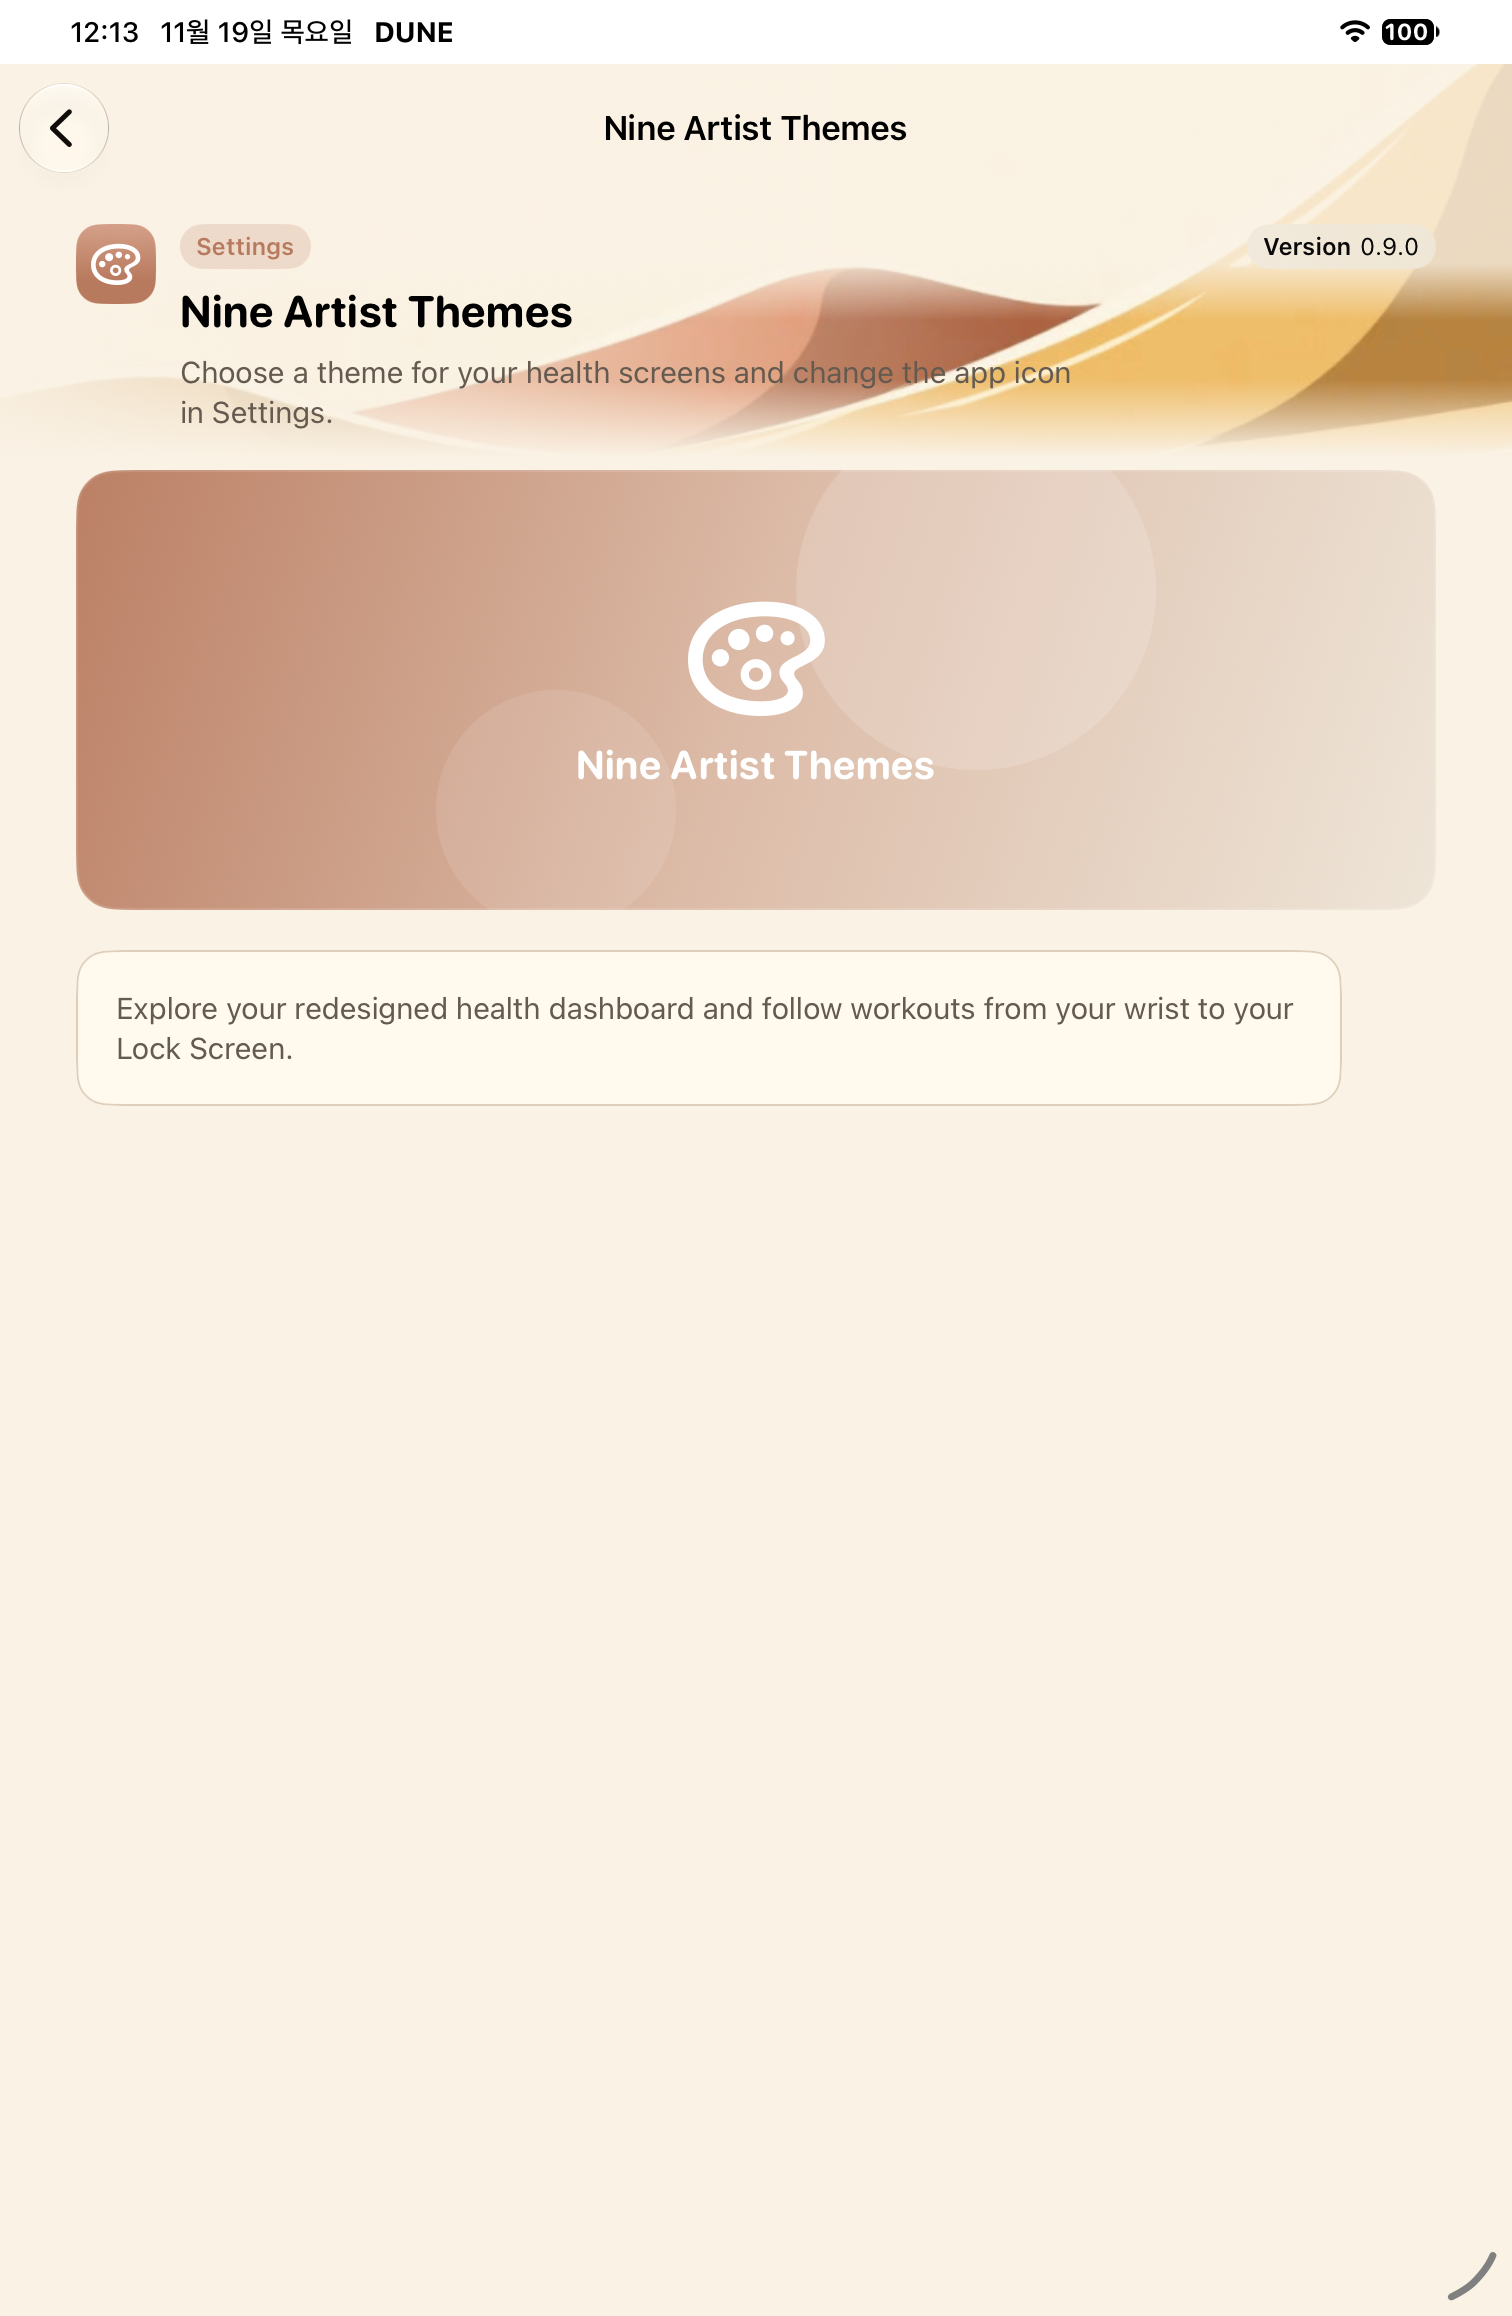 12:13 11월 19일 목요일 DUNE
100
Nine Artist Themes
Settings
Version 0.9.0
Nine Artist Themes
Choose a theme for your health screens and change the app icon
in Settings.
Nine Artist Themes
Explore your redesigned health dashboard and follow workouts from your wrist to your
Lock Screen.